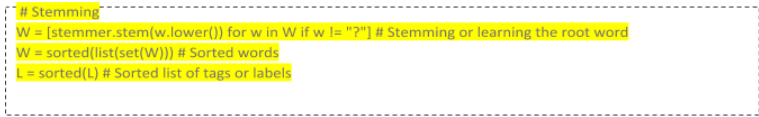 # Stemming
W = [stemmer.stem(w.lower()) for w in W if w != "?"] # Stemming or learning the root word
W = sorted(list(set(W))) # Sorted words
L = sorted(L) # Sorted list of tags or labels